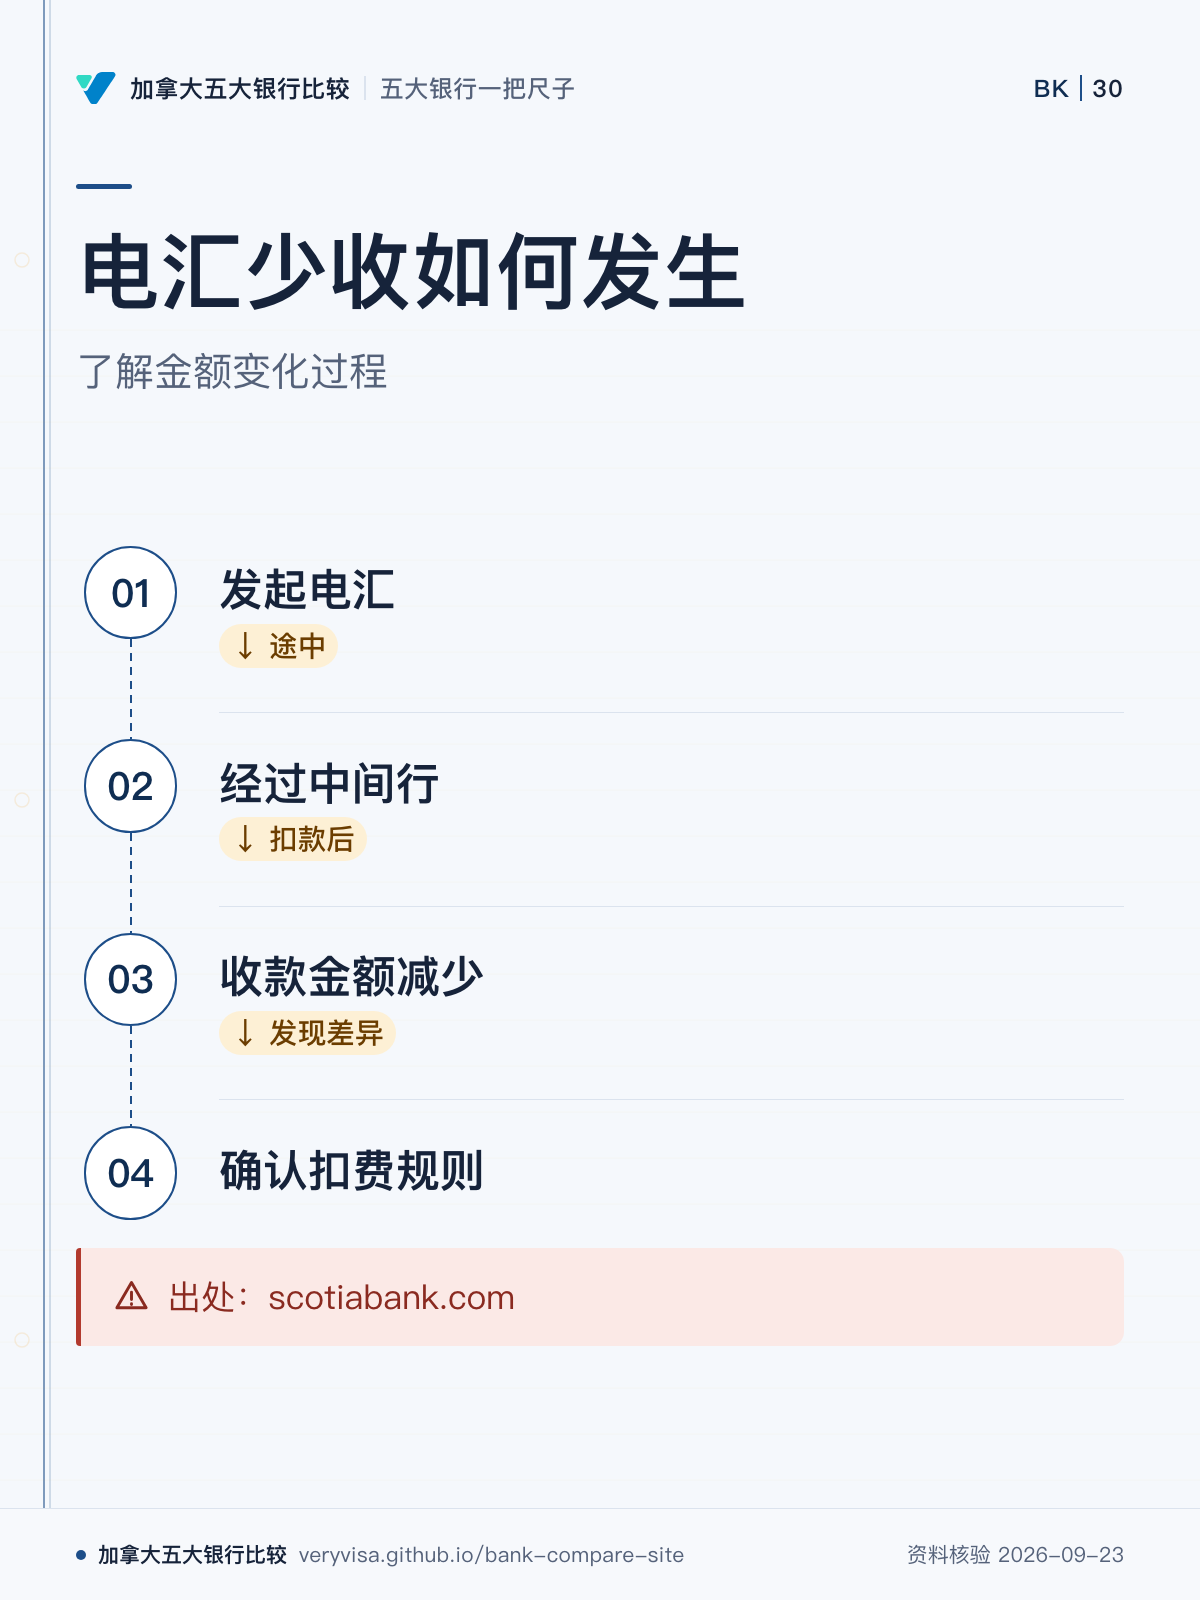 加拿大五大银行比较 五大银行一把尺子 BK 30
电汇少收如何发生
了解金额变化过程
01 发起电汇
↓ 途中
02 经过中间行
↓ 扣款后
03 收款金额减少
↓ 发现差异
04 确认扣费规则
出处：scotiabank.com
加拿大五大银行比较 veryvisa.github.io/bank-compare-site 资料核验 2026-09-23